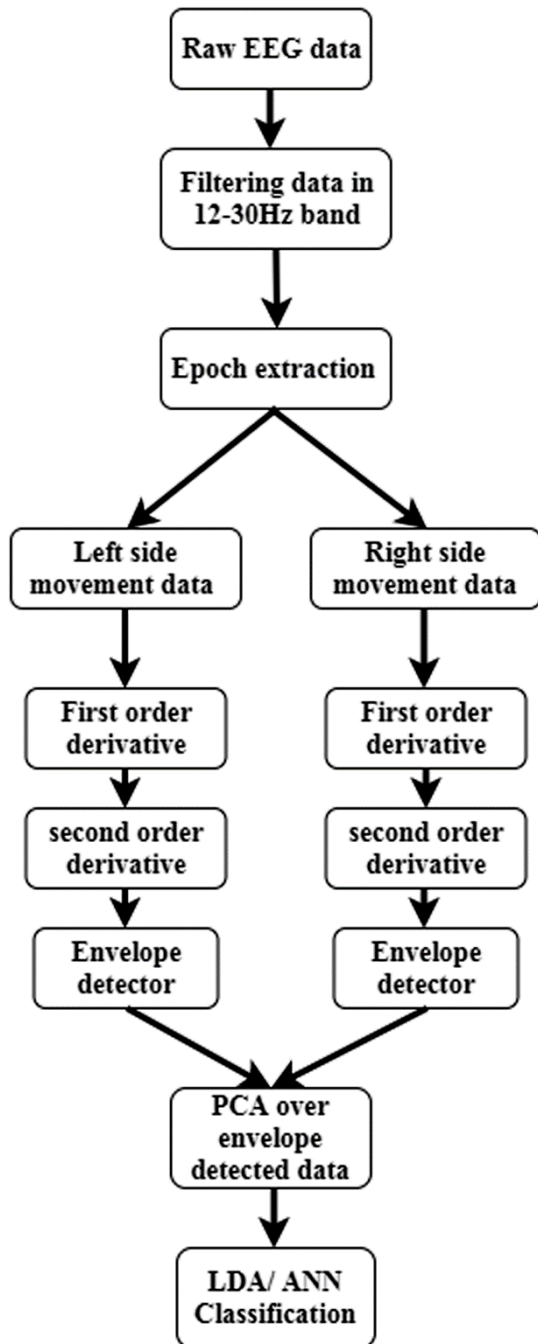 Raw EEG data
Filtering data in
12-30Hz band
Epoch extraction
Left side
movement data
Right side
movement data
First order
derivative
First order
derivative
second order
derivative
second order
derivative
Envelope
detector
Envelope
detector
PCA over
envelope
detected data
LDA/ ANN
Classification